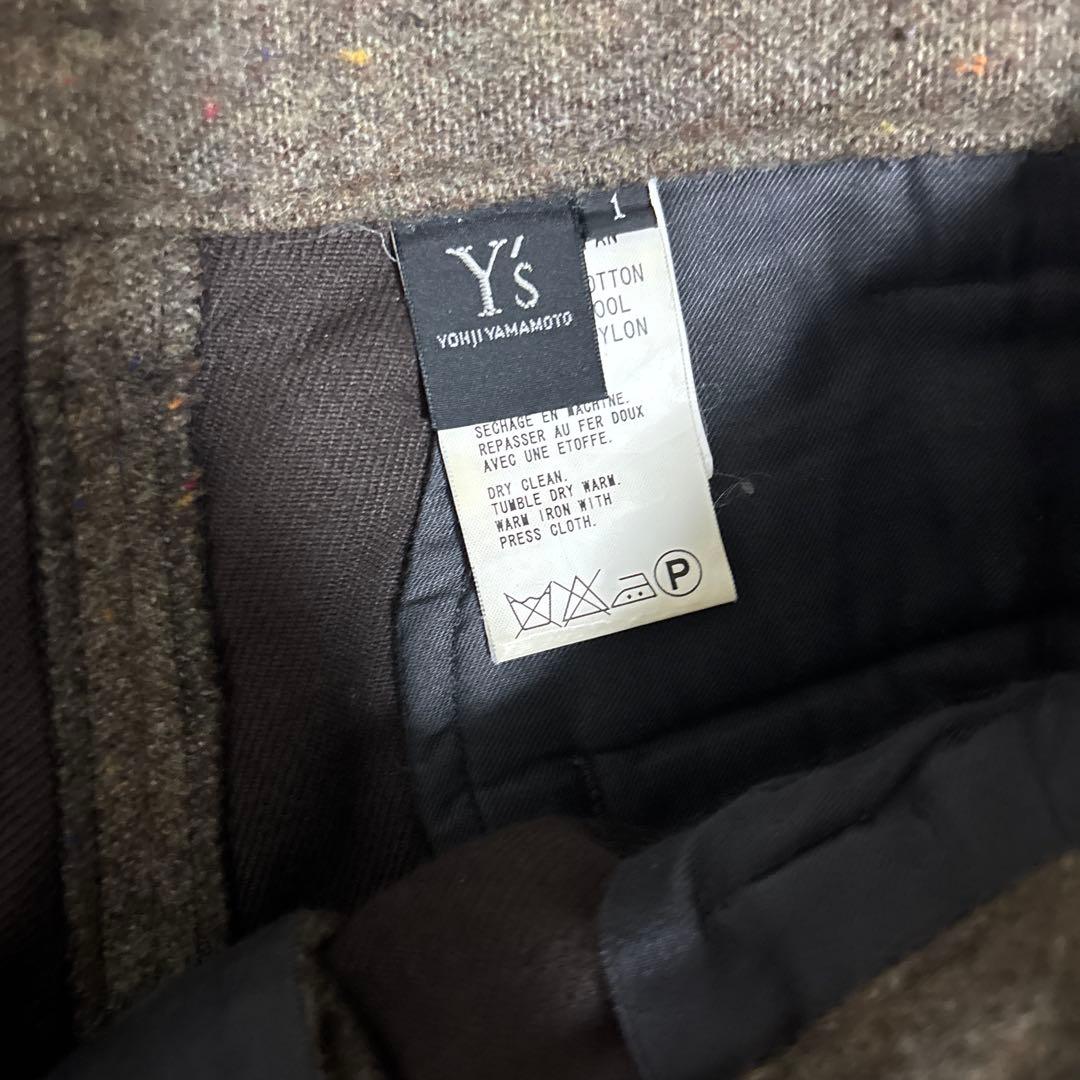 1
Y's
YOHJI YAMAMOTO
OTTON
OOL
YLON
SECHAGE EN MACHINE.
REPASSER AU FER DOUX
AVEC UNE ETOFFE.
DRY CLEAN.
TUMBLE DRY WARM.
WARM IRON WITH
PRESS CLOTH.
P